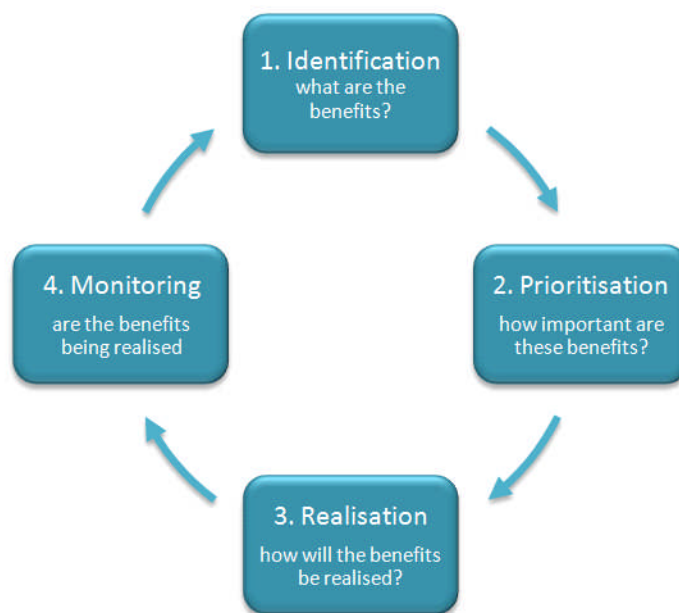 1. Identification
what are the
benefits?
2. Prioritisation
how important are
these benefits?
3. Realisation
how will the benefits
be realised?
4. Monitoring
are the benefits
being realised